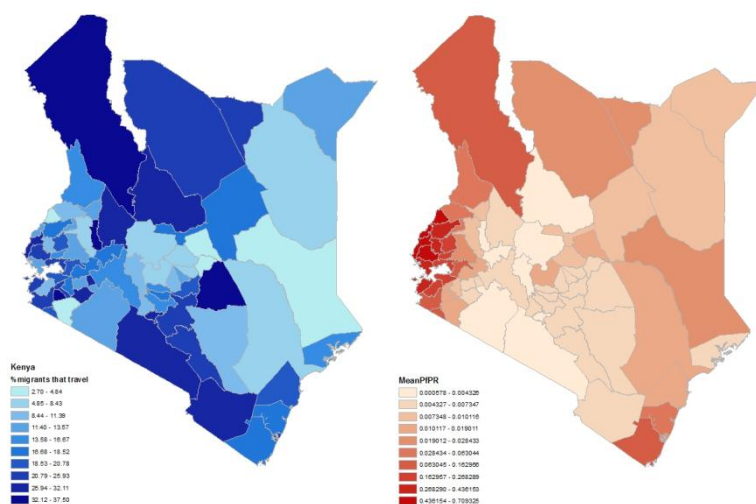 Kenya
%migrants that travel
2.70 - 4.84
4.85 - 8.43
8.44 - 11.39
11.40 - 13.57
13.58 - 16.67
16.68 - 18.52
18.53 - 20.78
20.79 - 25.93
25.94 - 32.11
32.12 - 37.50
MeanPfPR
0.000578 - 0.004326
0.004327 - 0.007347
0.007348 - 0.010116
0.010117 - 0.019011
0.019012 - 0.028433
0.028434 - 0.063044
0.063045 - 0.162966
0.162967 - 0.268289
0.268290 - 0.436153
0.436154 - 0.709325